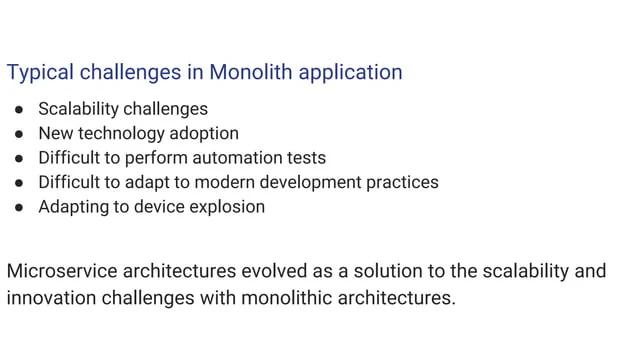 Typical challenges in Monolith application
● Scalability challenges
● New technology adoption
● Difficult to perform automation tests
● Difficult to adapt to modern development practices
● Adapting to device explosion
Microservice architectures evolved as a solution to the scalability and
innovation challenges with monolithic architectures.